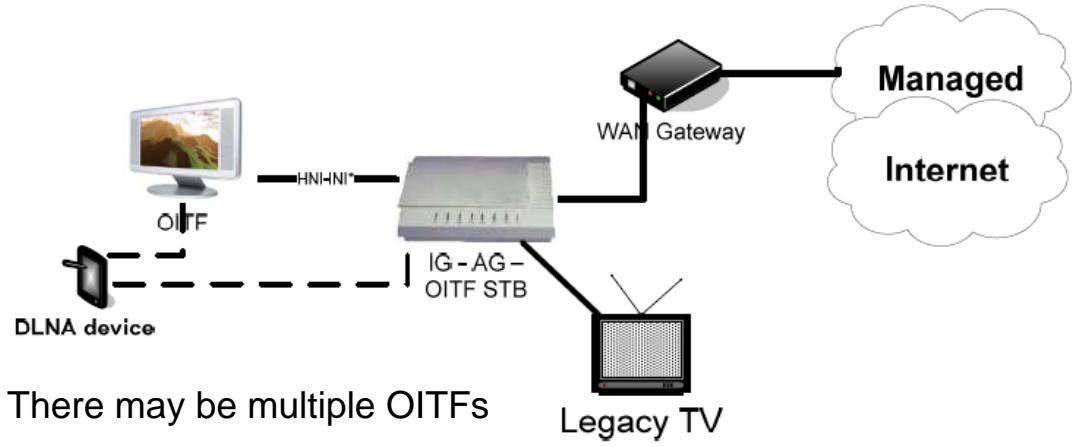 Managed
WAN Gateway
Internet
HNI-INI*
OITF
IG – AG –
OITF STB
DLNA device
There may be multiple OITFs
Legacy TV